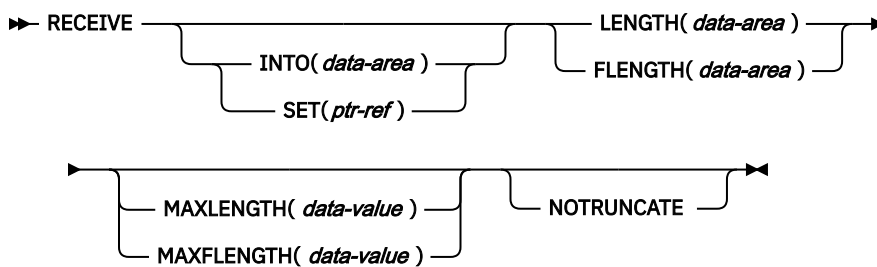 RECEIVE LENGTH( data-area )
INTO( data-area ) FLENGTH( data-area )
SET( ptr-ref )
MAXLENGTH( data-value ) NOTRUNCATE
MAXFLENGTH( data-value )